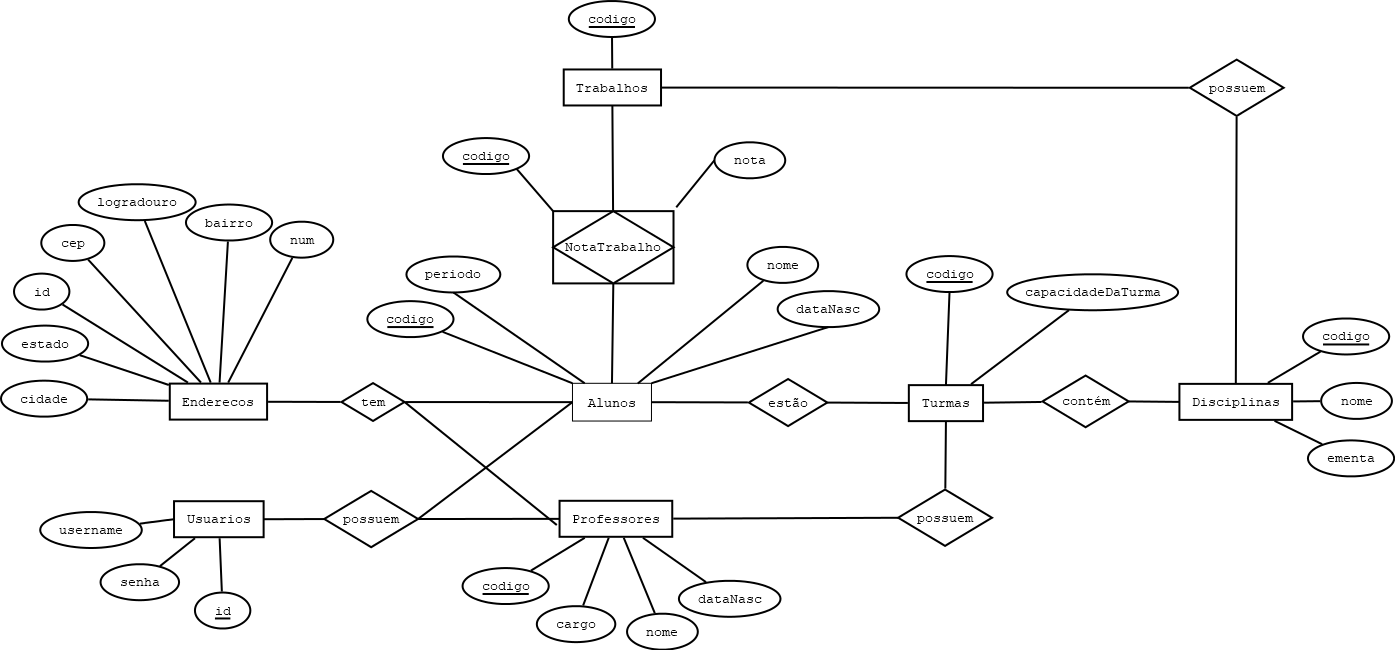 codigo
Trabalhos
possuem
codigo
nota
logradouro
bairro
num
cep
NotaTrabalho
id
periodo
nome
codigo
capacidadeDaTurma
estado
codigo
dataNasc
codigo
cidade
Enderecos
tem
Alunos
estão
Turmas
contém
Disciplinas
nome
ementa
username
Usuarios
possuem
Professores
possuem
senha
id
codigo
cargo
nome
dataNasc